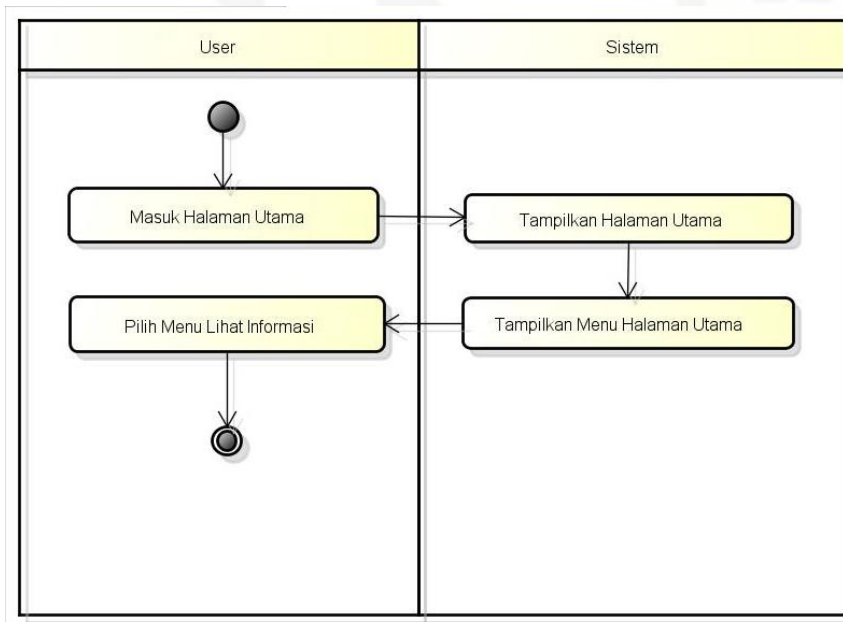 User
Sistem
Masuk Halaman Utama
Tampilkan Halaman Utama
Pilih Menu Lihat Informasi
Tampilkan Menu Halaman Utama